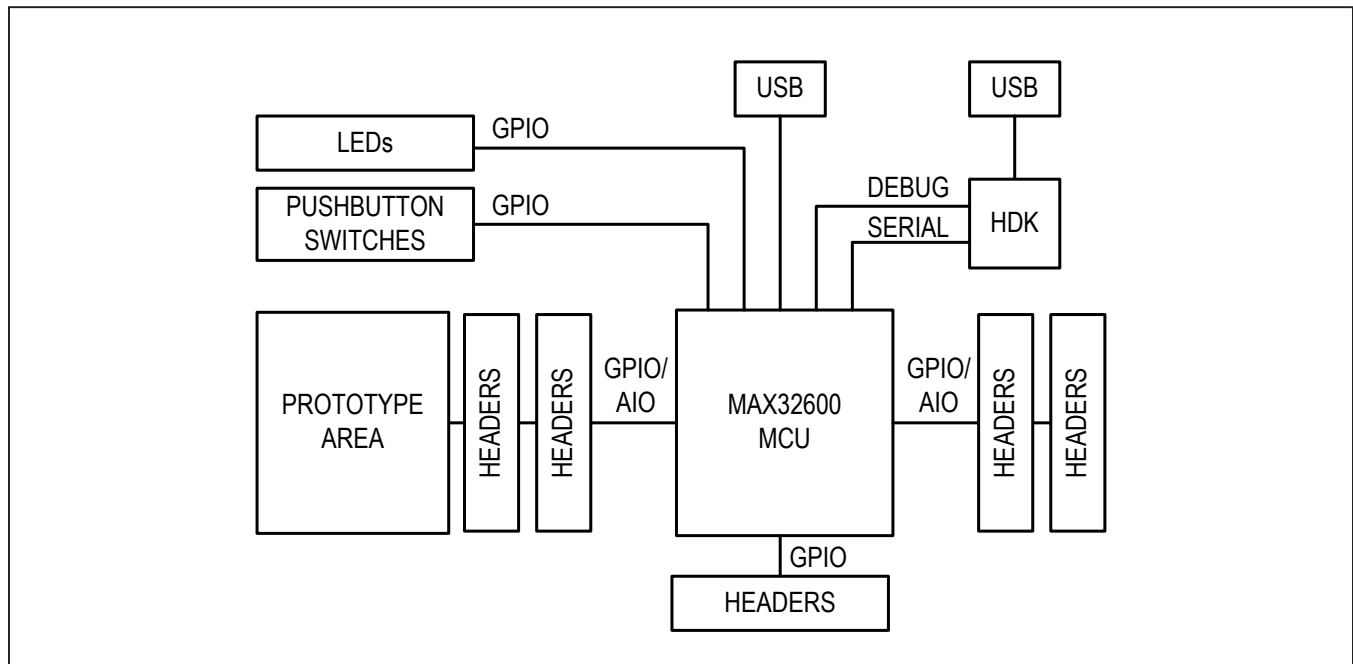 USB
USB
LEDs
GPIO
PUSHBUTTON
SWITCHES
GPIO
DEBUG
SERIAL
HDK
PROTOTYPE
AREA
HEADERS
HEADERS
GPIO/
AIO
MAX32600
MCU
GPIO/
AIO
HEADERS
HEADERS
GPIO
HEADERS